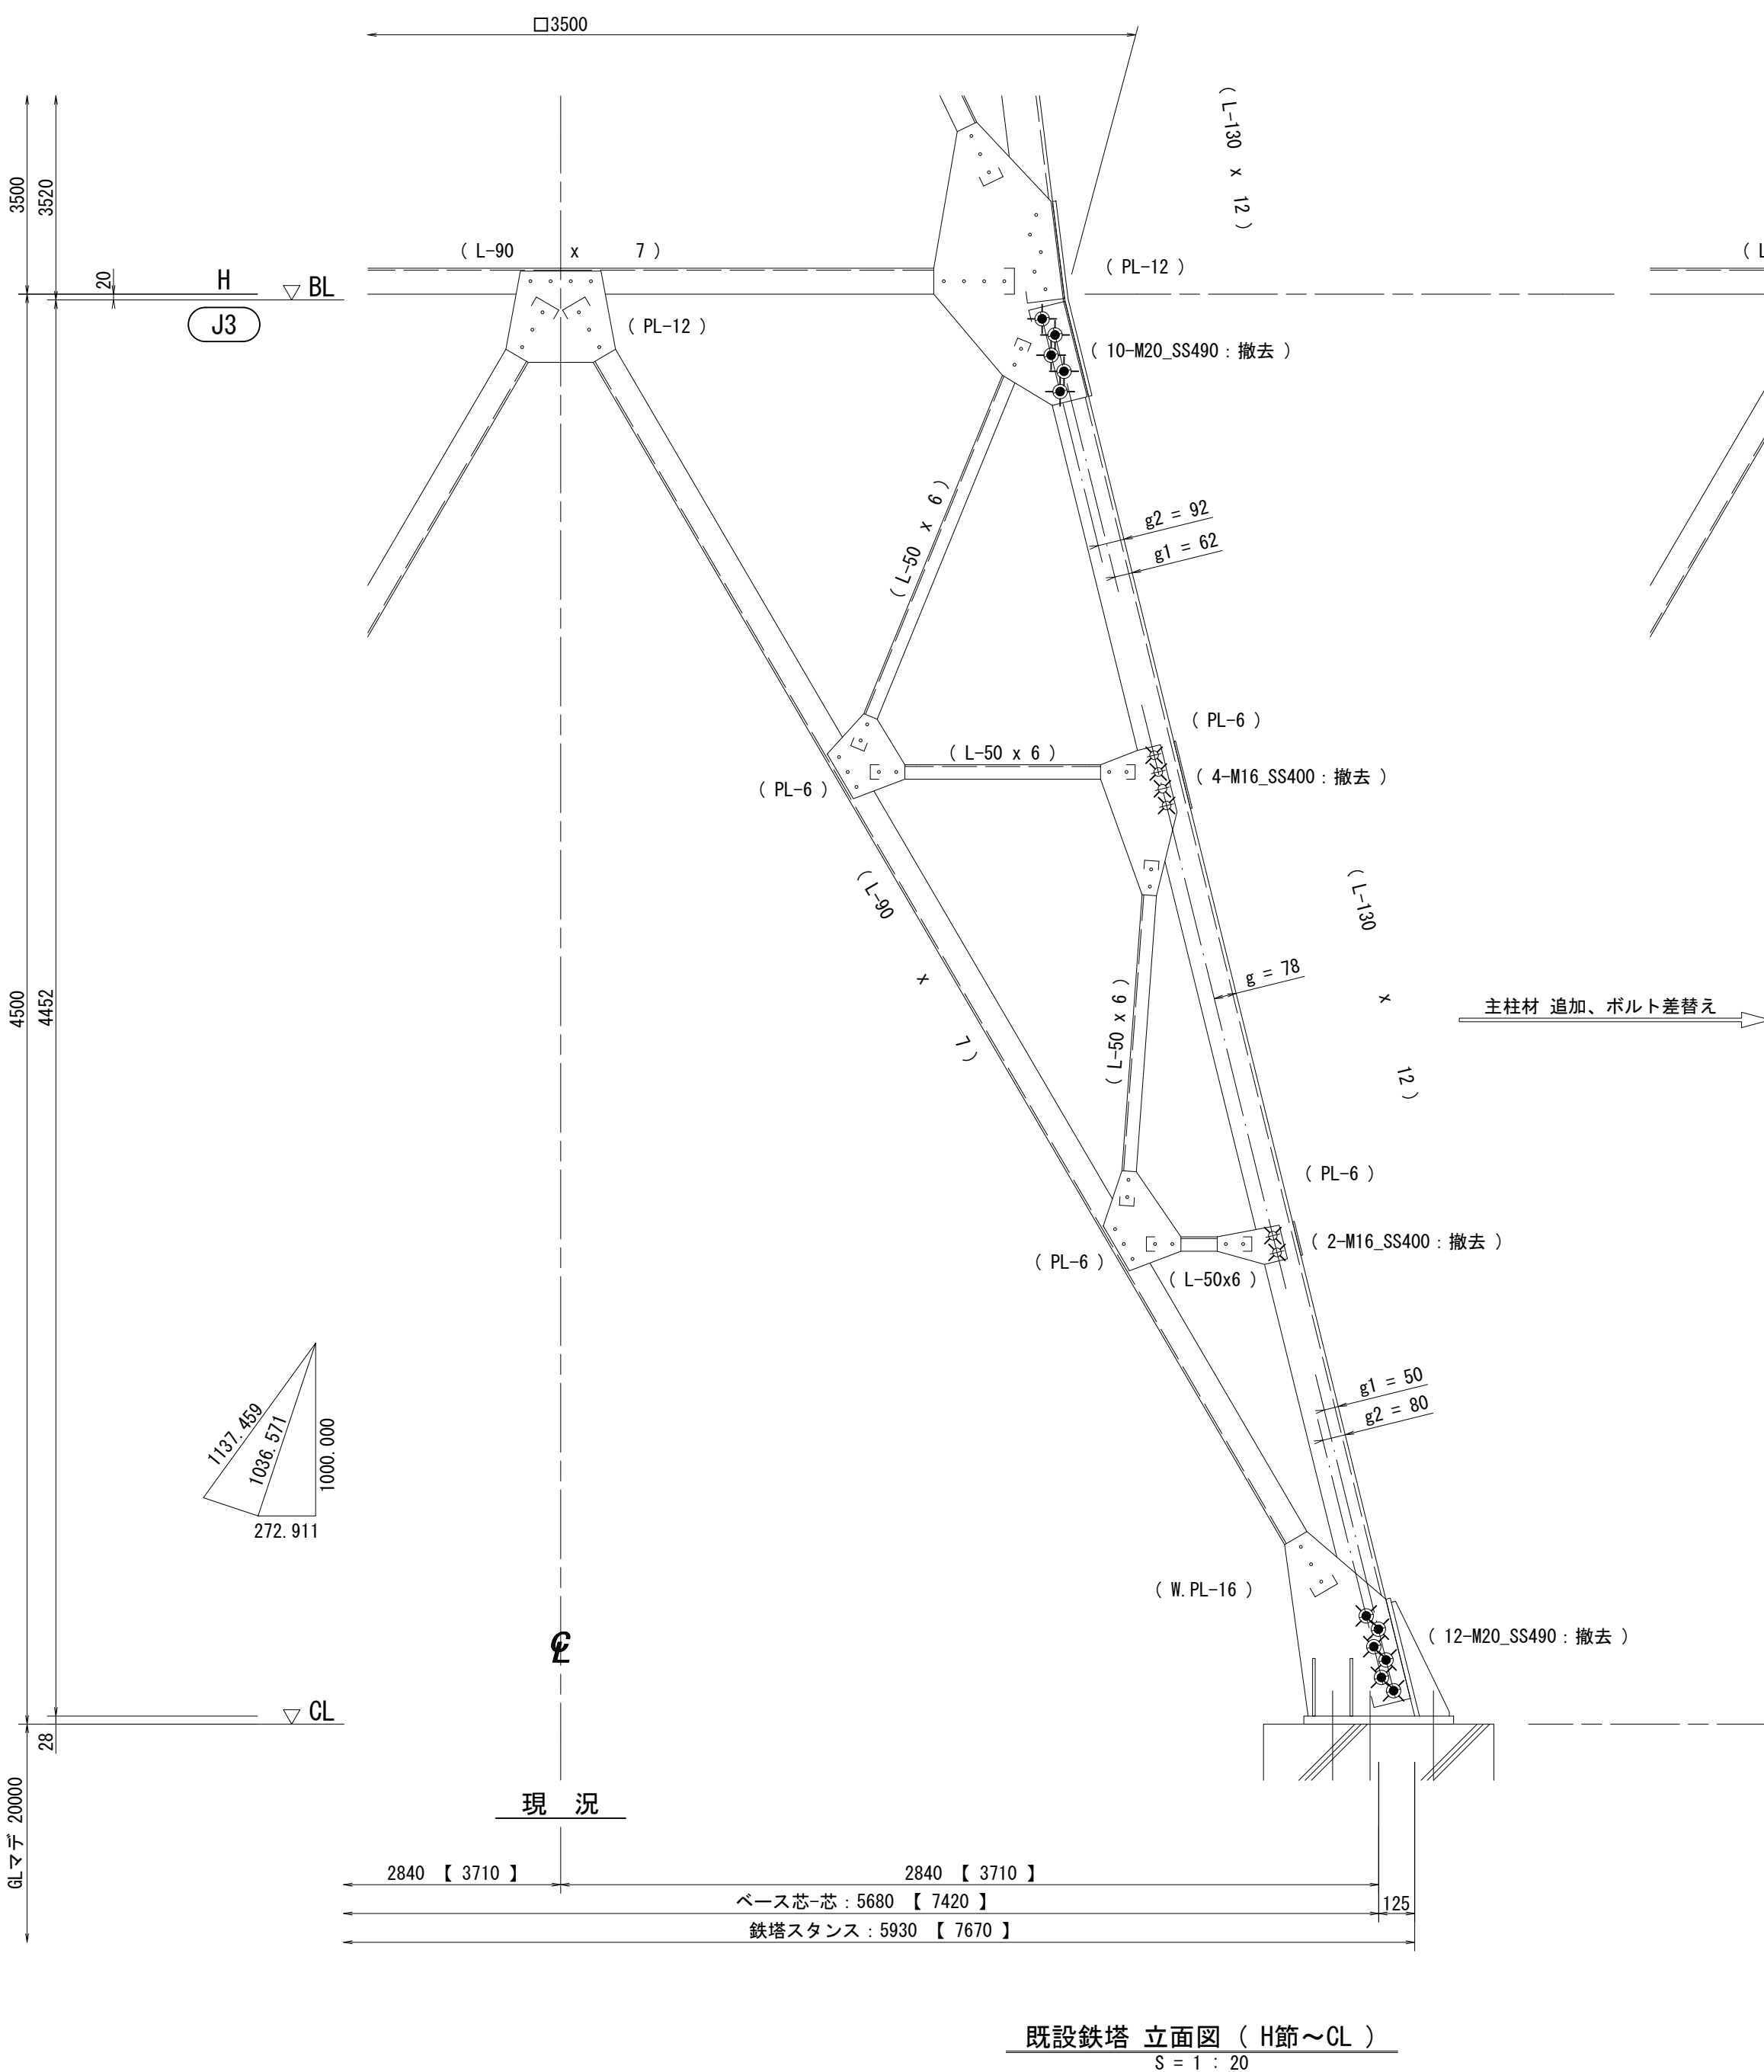 □3500
( L-130 x 12 )
3500
3520
20
H
BL
J3
( L-90 x 7 )
( PL-12 )
( L
( PL-12 )
( 10-M20_SS490：撤去 )
g2 = 92
g1 = 62
( L-50 x 6 )
( PL-6 )
( L-50 x 6 )
( 4-M16_SS400：撤去 )
( PL-6 )
( L-90 x 7 )
( L-130 x 12 )
g = 78
4500
4452
( L-50 x 6 )
主柱材 追加、ボルト差替え
( PL-6 )
( 2-M16_SS400：撤去 )
( PL-6 )
( L-50x6 )
g1 = 50
g2 = 80
1137.459
1036.571
1000.000
272.911
( W.PL-16 )
( 12-M20_SS490：撤去 )
℄
CL
28
GLマデ 20000
現 況
2840 【 3710 】
2840 【 3710 】
ベース芯-芯：5680 【 7420 】
125
鉄塔スタンス：5930 【 7670 】
既設鉄塔 立面図 ( H節～CL )
S = 1 : 20